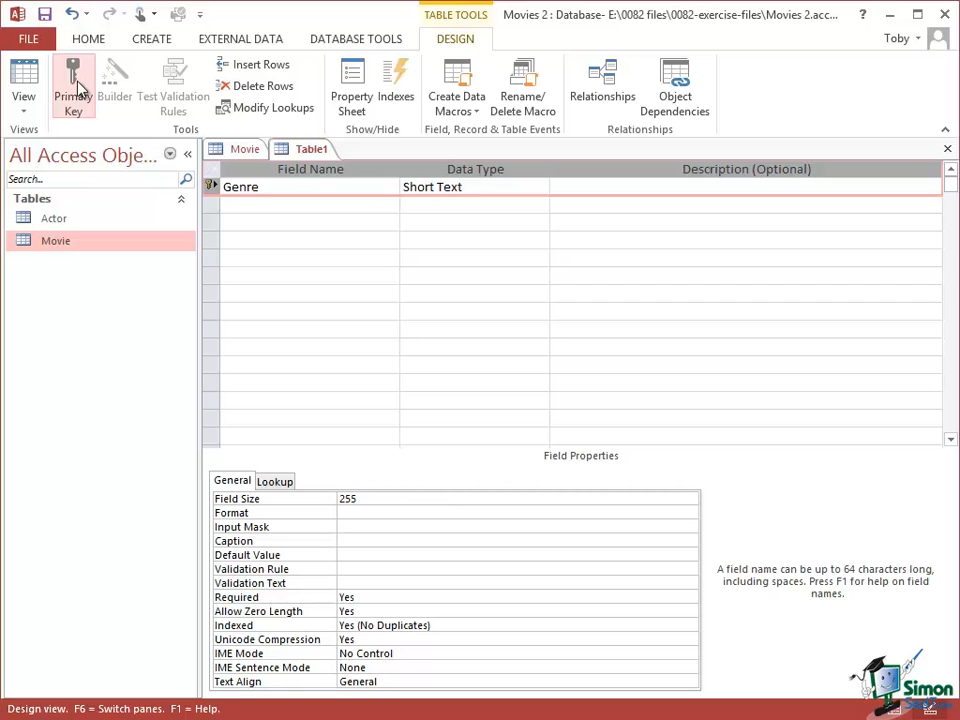 TABLE TOOLS
Movies 2 : Database- E:\0082 files\0082-exercise-files\Movies 2.acc...
FILE HOME CREATE EXTERNAL DATA DATABASE TOOLS DESIGN Toby
View
Views
Primary Key
Builder
Test Validation Rules
Insert Rows
Delete Rows
Modify Lookups
Tools
Property Sheet
Indexes
Show/Hide
Create Data Macros
Rename/ Delete Macro
Field, Record & Table Events
Relationships
Object Dependencies
Relationships
All Access Obje...
Search...
Tables
Actor
Movie
Movie Table1
Field Name Data Type Description (Optional)
Genre Short Text
Field Properties
General Lookup
Field Size 255
Format
Input Mask
Caption
Default Value
Validation Rule
Validation Text
Required Yes
Allow Zero Length Yes
Indexed Yes (No Duplicates)
Unicode Compression Yes
IME Mode No Control
IME Sentence Mode None
Text Align General
A field name can be up to 64 characters long,
including spaces. Press F1 for help on field
names.
Simon
Design view. F6 = Switch panes. F1 = Help.